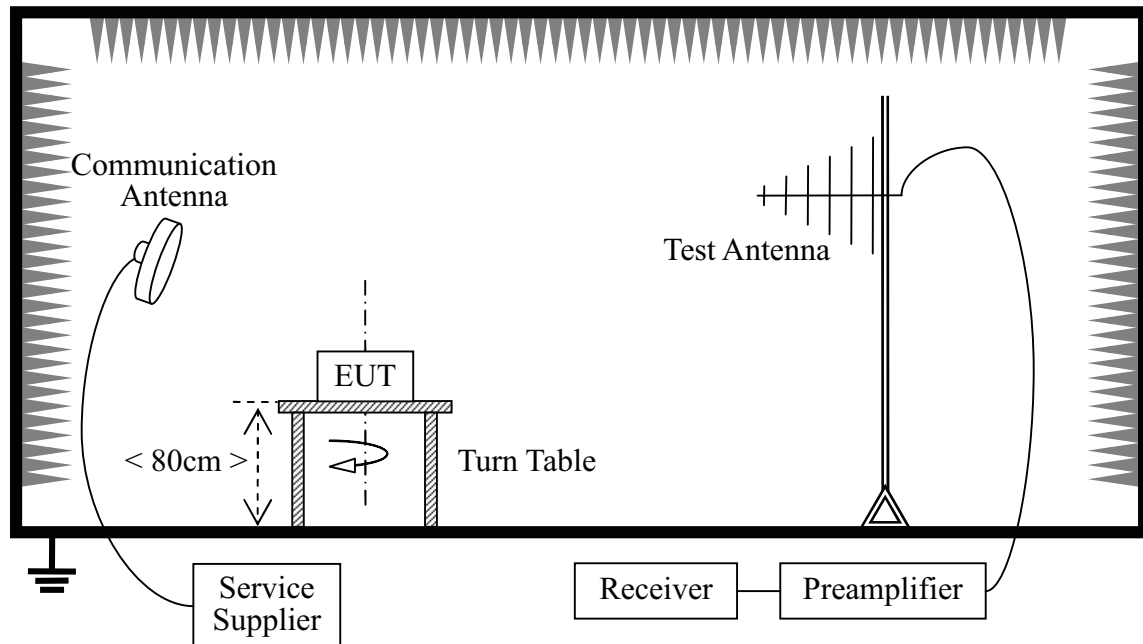 Communication
Antenna
Test Antenna
EUT
< 80cm >
Turn Table
Service
Supplier
Receiver
Preamplifier